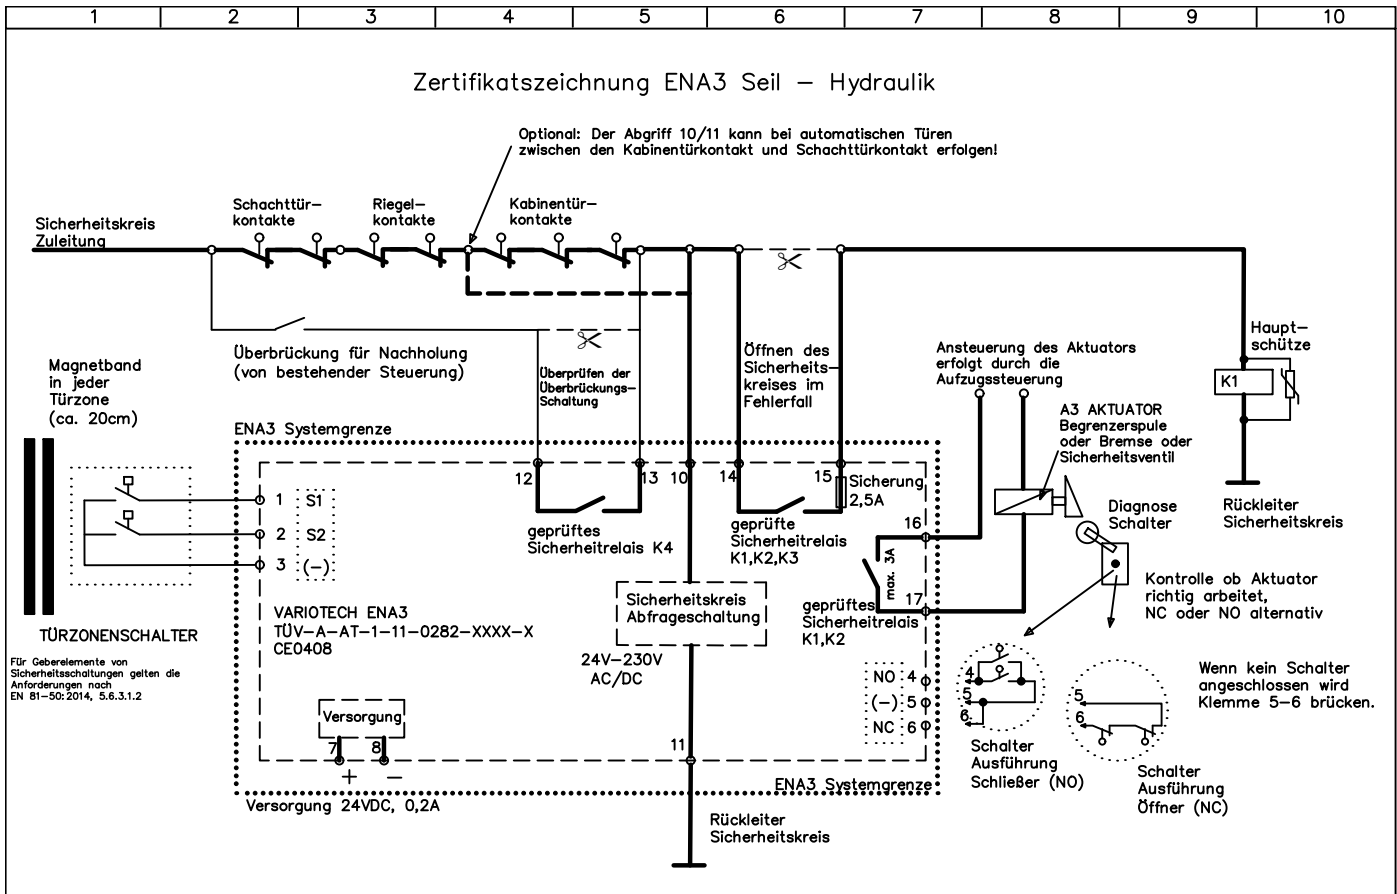 1 2 3 4 5 6 7 8 9 10
Zertifikatszeichnung ENA3 Seil – Hydraulik
Optional: Der Abgriff 10/11 kann bei automatischen Türen
zwischen den Kabinentürkontakt und Schachttürkontakt erfolgen!
Sicherheitskreis
Zuleitung
Schachttür–
kontakte
Riegel–
kontakte
Kabinentür–
kontakte
Überbrückung für Nachholung
(von bestehender Steuerung)
Überprüfen der
Überbrückungs–
Schaltung
Öffnen des
Sicherheits–
kreises im
Fehlerfall
Ansteuerung des Aktuators
erfolgt durch die
Aufzugssteuerung
Haupt–
schütze
K1
Rückleiter
Sicherheitskreis
Magnetband
in jeder
Türzone
(ca. 20cm)
TÜRZONENSCHALTER
Für Geberelemente von
Sicherheitsschaltungen gelten die
Anforderungen nach
EN 81–50:2014, 5.6.3.1.2
ENA3 Systemgrenze
1 S1
2 S2
3 (–)
12
13
10
14
15
Sicherung
2,5A
geprüftes
Sicherheitrelais K4
geprüfte
Sicherheitrelais
K1,K2,K3
16
max. 3A
17
geprüftes
Sicherheitrelais
K1,K2
VARIOTECH ENA3
TÜV–A–AT–1–11–0282–XXXX–X
CE0408
Sicherheitskreis
Abfrageschaltung
24V–230V
AC/DC
NO 4
(–) 5
NC 6
Versorgung
7
8
+
–
11
ENA3 Systemgrenze
Versorgung 24VDC, 0,2A
Rückleiter
Sicherheitskreis
A3 AKTUATOR
Begrenzerspule
oder Bremse oder
Sicherheitsventil
Diagnose
Schalter
Kontrolle ob Aktuator
richtig arbeitet,
NC oder NO alternativ
4
5
6
Schalter
Ausführung
Schließer (NO)
5
6
Schalter
Ausführung
Öffner (NC)
Wenn kein Schalter
angeschlossen wird
Klemme 5–6 brücken.